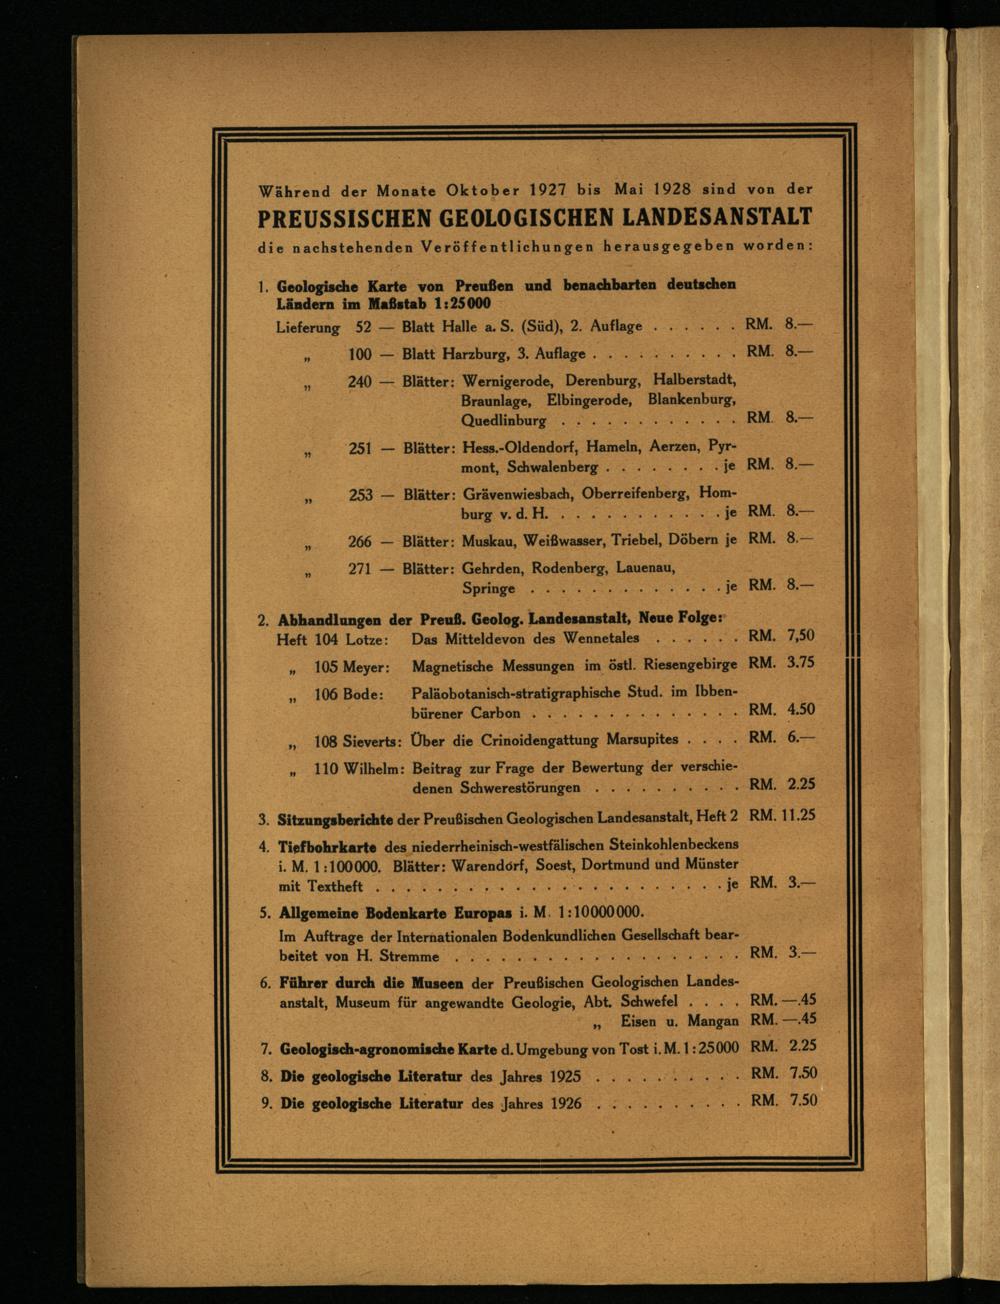 Während der Monate Oktober 1927 bis Mai 1928 sind von der
PREUSSISCHEN GEOLOGISCHEN LANDESANSTALT
die nachstehenden Veröffentlichungen herausgegeben worden:
1. Geologische Karte von Preußen und benachbarten deutschen
Ländern im Maßstab 1:25000
Lieferung 52 — Blatt Halle a. S. (Süd), 2. Auflage . . . . . . RM. 8.—
„ 100 — Blatt Harzburg, 3. Auflage . . . . . . . . . . RM. 8.—
„ 240 — Blätter: Wernigerode, Derenburg, Halberstadt,
Braunlage, Elbingerode, Blankenburg,
Quedlinburg . . . . . . . . . . . . RM. 8.—
„ 251 — Blätter: Hess.-Oldendorf, Hameln, Aerzen, Pyr-
mont, Schwalenberg . . . . . . . . je RM. 8.—
„ 253 — Blätter: Grävenwiesbach, Oberreifenberg, Hom-
burg v. d. H. . . . . . . . . . . . je RM. 8.—
„ 266 — Blätter: Muskau, Weißwasser, Triebel, Döbern je RM. 8.—
„ 271 — Blätter: Gehrden, Rodenberg, Lauenau,
Springe . . . . . . . . . . . . . je RM. 8.—
2. Abhandlungen der Preuß. Geolog. Landesanstalt, Neue Folge:
Heft 104 Lotze: Das Mitteldevon des Wennetales . . . . . . RM. 7,50
„ 105 Meyer: Magnetische Messungen im östl. Riesengebirge RM. 3.75
„ 106 Bode: Paläobotanisch-stratigraphische Stud. im Ibben-
bürener Carbon . . . . . . . . . . . . . . RM. 4.50
„ 108 Sieverts: Über die Crinoidengattung Marsupites . . . . RM. 6.—
„ 110 Wilhelm: Beitrag zur Frage der Bewertung der verschie-
denen Schwerestörungen . . . . . . . . . . RM. 2.25
3. Sitzungsberichte der Preußischen Geologischen Landesanstalt, Heft 2 RM. 11.25
4. Tiefbohrkarte des niederrheinisch-westfälischen Steinkohlenbeckens
i. M. 1:100000. Blätter: Warendorf, Soest, Dortmund und Münster
mit Textheft . . . . . . . . . . . . . . . . . . . . . . je RM. 3.—
5. Allgemeine Bodenkarte Europas i. M. 1:10000000.
Im Auftrage der Internationalen Bodenkundlichen Gesellschaft bear-
beitet von H. Stremme . . . . . . . . . . . . . . . . . . RM. 3.—
6. Führer durch die Museen der Preußischen Geologischen Landes-
anstalt, Museum für angewandte Geologie, Abt. Schwefel . . . . RM. —.45
„ Eisen u. Mangan RM. —.45
7. Geologisch-agronomische Karte d. Umgebung von Tost i. M. 1:25000 RM. 2.25
8. Die geologische Literatur des Jahres 1925 . . . . . . . . . . RM. 7.50
9. Die geologische Literatur des Jahres 1926 . . . . . . . . . . RM. 7.50